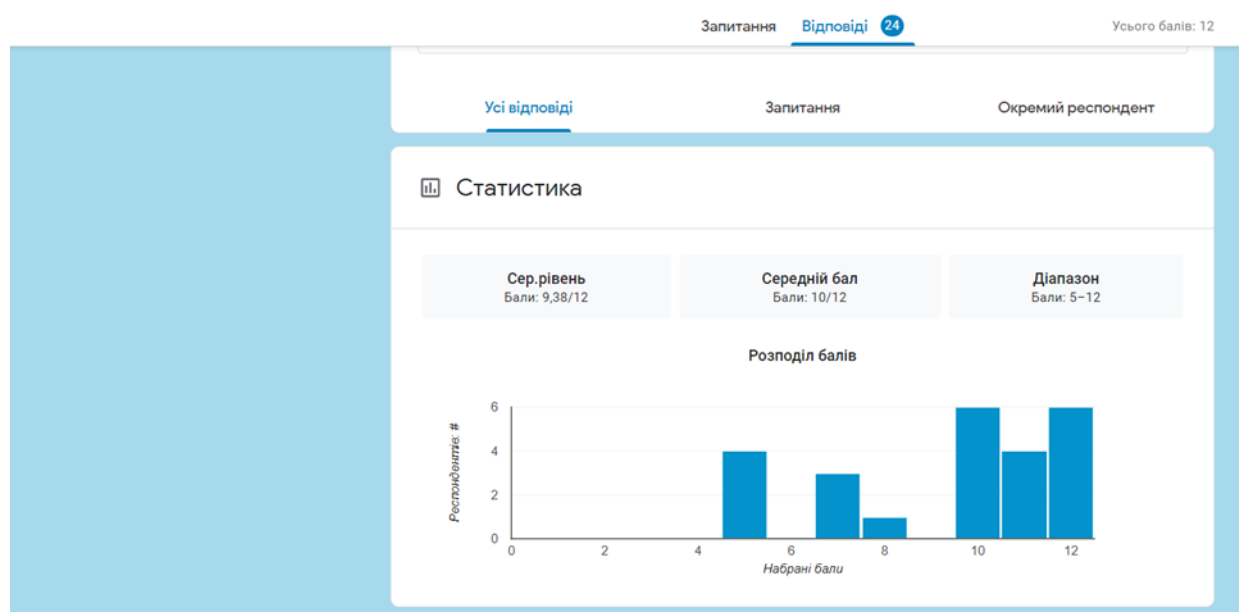 Запитання Відповіді 24 Усього балів: 12
Усі відповіді Запитання Окремий респондент
Статистика
Сер.рівень Середній бал Діапазон
Бали: 9,38/12 Бали: 10/12 Бали: 5–12
Розподіл балів
Респондентів: #
6
4
2
0
0 2 4 6 8 10 12
Набрані бали